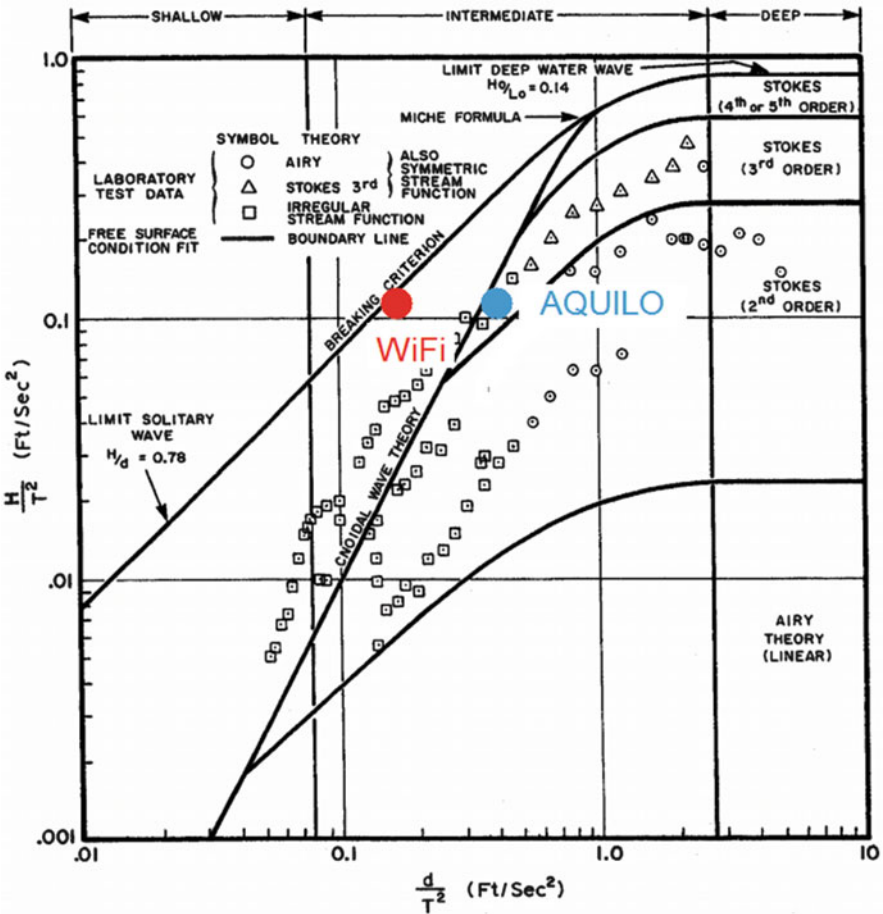 SHALLOW INTERMEDIATE DEEP
1.0
LIMIT DEEP WATER WAVE
Ho/Lo = 0.14
STOKES
(4th or 5th ORDER)
MICHE FORMULA
SYMBOL THEORY
LABORATORY
TEST DATA
AIRY
STOKES 3rd
IRREGULAR
STREAM FUNCTION
ALSO
SYMMETRIC
STREAM
FUNCTION
STOKES
(3rd ORDER)
FREE SURFACE
CONDITION FIT
BOUNDARY LINE
BREAKING CRITERION
STOKES
(2nd ORDER)
AQUILO
0.1
WiFi
LIMIT SOLITARY
WAVE
H/d = 0.78
H/T² (Ft/Sec²)
CNOIDAL WAVE THEORY
.01
AIRY
THEORY
(LINEAR)
.001
.01 0.1 1.0 10
d/T² (Ft/Sec²)